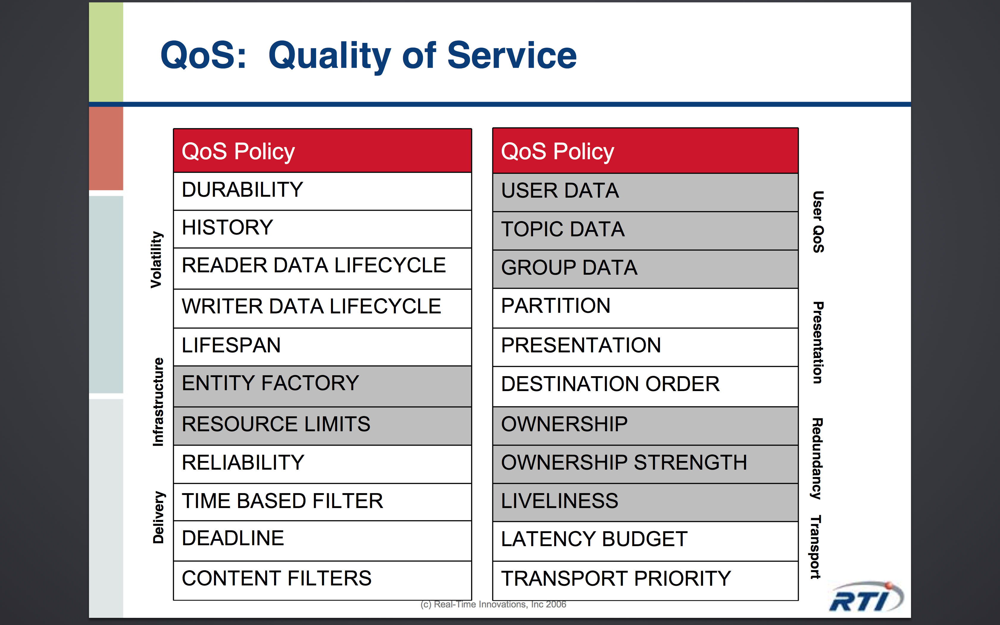 QoS:  Quality of Service
Volatility
Infrastructure
Delivery
QoS Policy
DURABILITY
HISTORY
READER DATA LIFECYCLE
WRITER DATA LIFECYCLE
LIFESPAN
ENTITY FACTORY
RESOURCE LIMITS
RELIABILITY
TIME BASED FILTER
DEADLINE
CONTENT FILTERS
QoS Policy
USER DATA
TOPIC DATA
GROUP DATA
PARTITION
PRESENTATION
DESTINATION ORDER
OWNERSHIP
OWNERSHIP STRENGTH
LIVELINESS
LATENCY BUDGET
TRANSPORT PRIORITY
User QoS
Presentation
Redundancy
Transport
(c) Real-Time Innovations, Inc 2006
RTI